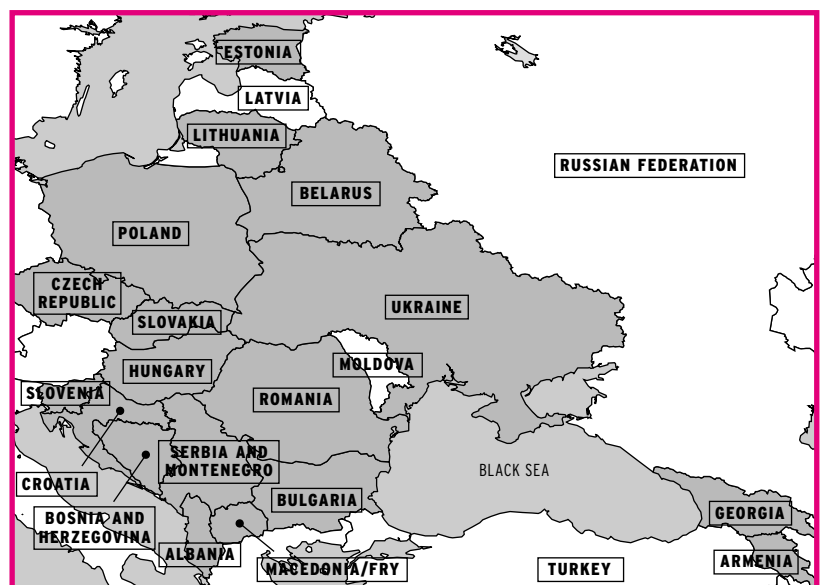 ESTONIA
LATVIA
LITHUANIA
RUSSIAN FEDERATION
BELARUS
POLAND
CZECH
REPUBLIC
UKRAINE
SLOVAKIA
MOLDOVA
HUNGARY
SLOVENIA
ROMANIA
SERBIA AND
MONTENEGRO
BLACK SEA
CROATIA
BULGARIA
GEORGIA
BOSNIA AND
HERZEGOVINA
ALBANIA
MACEDONIA/FRY
TURKEY
ARMENIA